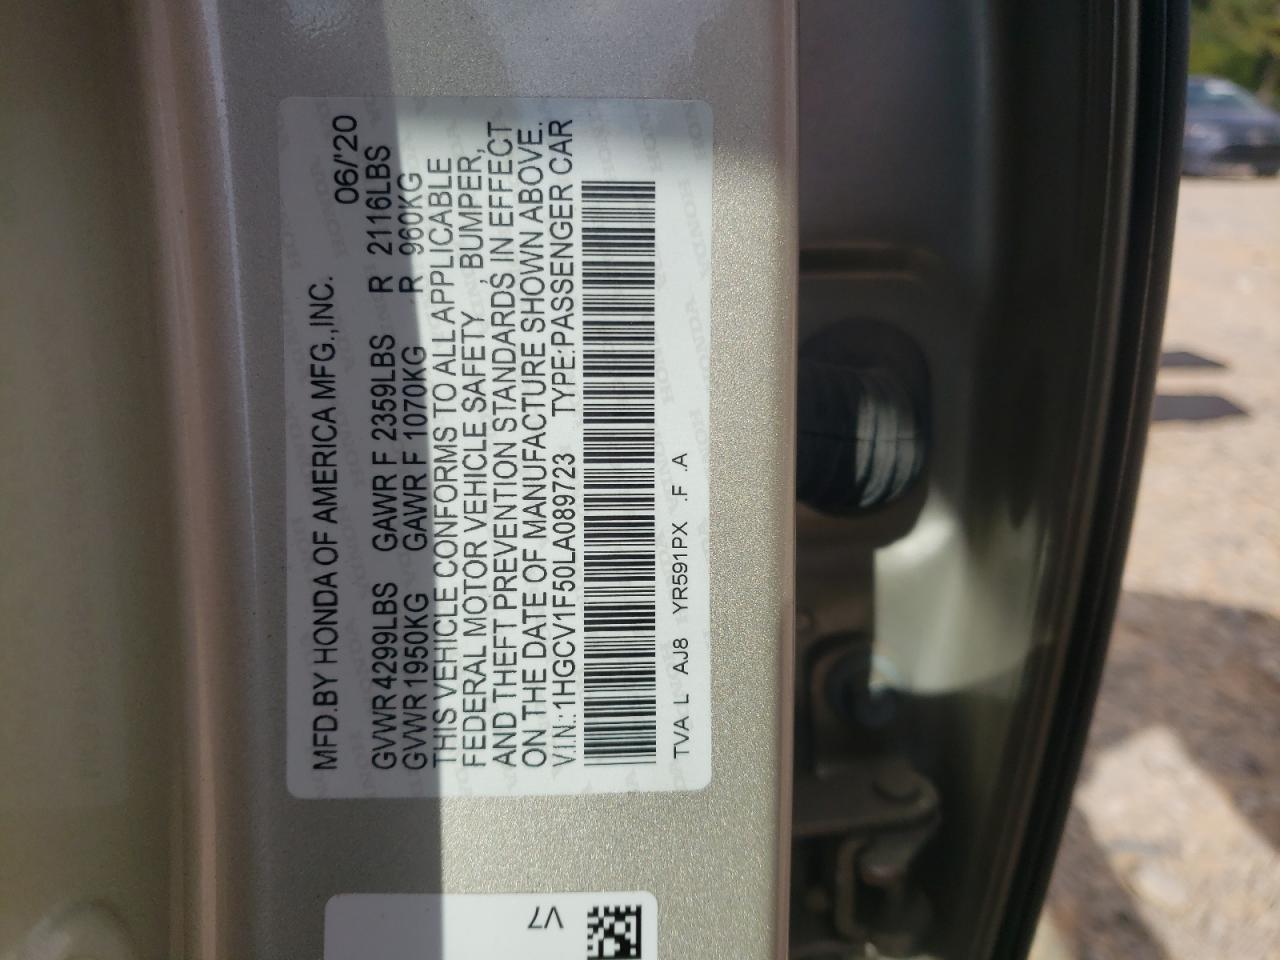 MFD.BY HONDA OF AMERICA MFG.,INC. 06/'20
GVWR 4299LBS GAWR F 2359LBS R 2116LBS
GVWR 1950KG GAWR F 1070KG R 960KG
THIS VEHICLE CONFORMS TO ALL APPLICABLE
FEDERAL MOTOR VEHICLE SAFETY, BUMPER,
AND THEFT PREVENTION STANDARDS IN EFFECT
ON THE DATE OF MANUFACTURE SHOWN ABOVE.
V.I.N.:1HGCV1F50LA089723 TYPE:PASSENGER CAR
TVA L AJ8 YR591PX .F .A
V7